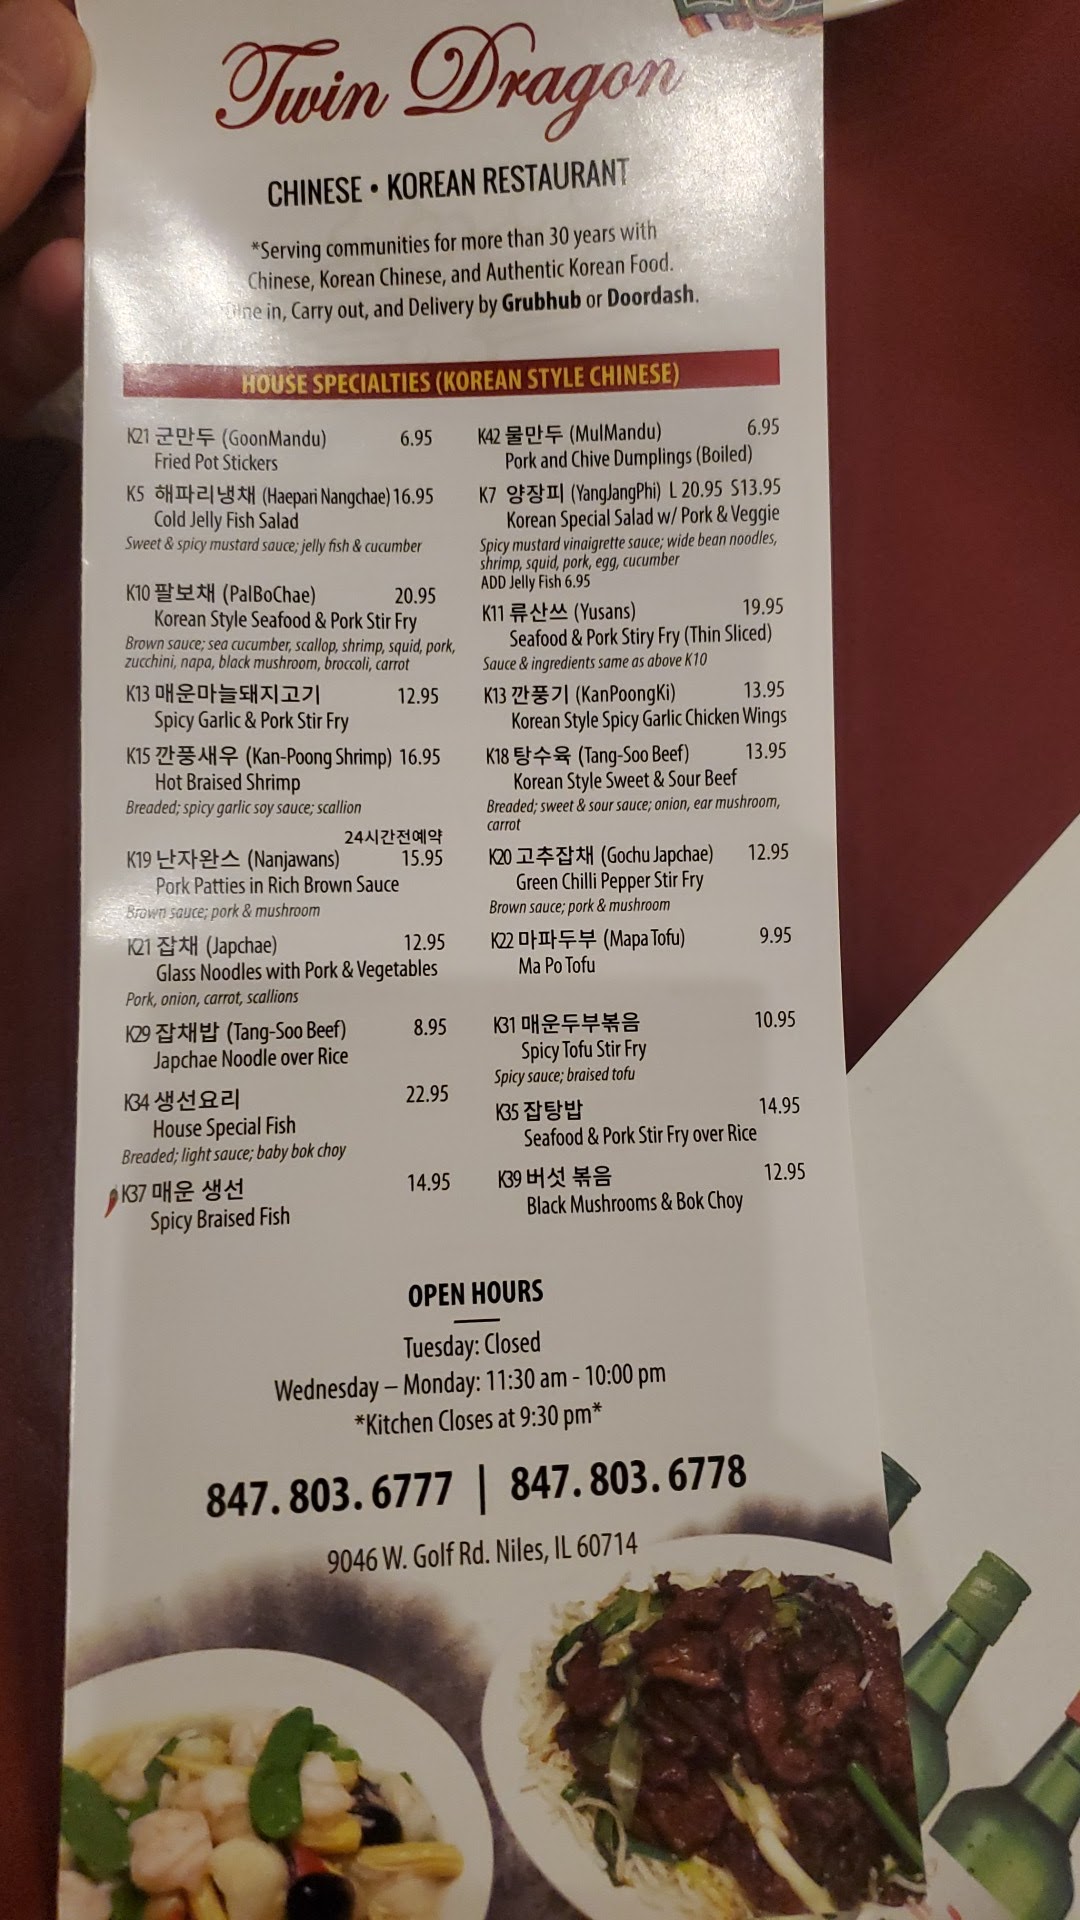 Twin Dragon
CHINESE • KOREAN RESTAURANT
*Serving communities for more than 30 years with
Chinese, Korean Chinese, and Authentic Korean Food.
Dine in, Carry out, and Delivery by Grubhub or Doordash.
HOUSE SPECIALTIES (KOREAN STYLE CHINESE)
K21 군만두 (GoonMandu) 6.95
Fried Pot Stickers
K5 해파리냉채 (Haepari Nangchae) 16.95
Cold Jelly Fish Salad
Sweet & spicy mustard sauce; jelly fish & cucumber
K10 팔보채 (PalBoChae) 20.95
Korean Style Seafood & Pork Stir Fry
Brown sauce; sea cucumber, scallop, shrimp, squid, pork,
zucchini, napa, black mushroom, broccoli, carrot
K13 매운마늘돼지고기 12.95
Spicy Garlic & Pork Stir Fry
K15 깐풍새우 (Kan-Poong Shrimp) 16.95
Hot Braised Shrimp
Breaded; spicy garlic soy sauce; scallion
24시간전예약
K19 난자완스 (Nanjawans) 15.95
Pork Patties in Rich Brown Sauce
Brown sauce; pork & mushroom
K21 잡채 (Japchae) 12.95
Glass Noodles with Pork & Vegetables
Pork, onion, carrot, scallions
K29 잡채밥 (Tang-Soo Beef) 8.95
Japchae Noodle over Rice
K34 생선요리 22.95
House Special Fish
Breaded; light sauce; baby bok choy
K37 매운 생선 14.95
Spicy Braised Fish
K42 물만두 (MulMandu) 6.95
Pork and Chive Dumplings (Boiled)
K7 양장피 (YangJangPhi) L 20.95 S13.95
Korean Special Salad w/ Pork & Veggie
Spicy mustard vinaigrette sauce; wide bean noodles,
shrimp, squid, pork, egg, cucumber
ADD Jelly Fish 6.95
K11 류산쓰 (Yusans) 19.95
Seafood & Pork Stiry Fry (Thin Sliced)
Sauce & ingredients same as above K10
K13 깐풍기 (KanPoongKi) 13.95
Korean Style Spicy Garlic Chicken Wings
K18 탕수육 (Tang-Soo Beef) 13.95
Korean Style Sweet & Sour Beef
Breaded; sweet & sour sauce; onion, ear mushroom,
carrot
K20 고추잡채 (Gochu Japchae) 12.95
Green Chilli Pepper Stir Fry
Brown sauce; pork & mushroom
K22 마파두부 (Mapa Tofu) 9.95
Ma Po Tofu
K31 매운두부볶음 10.95
Spicy Tofu Stir Fry
Spicy sauce; braised tofu
K35 잡탕밥 14.95
Seafood & Pork Stir Fry over Rice
K39 버섯 볶음 12.95
Black Mushrooms & Bok Choy
OPEN HOURS
Tuesday: Closed
Wednesday – Monday: 11:30 am - 10:00 pm
*Kitchen Closes at 9:30 pm*
847. 803. 6777 | 847. 803. 6778
9046 W. Golf Rd. Niles, IL 60714